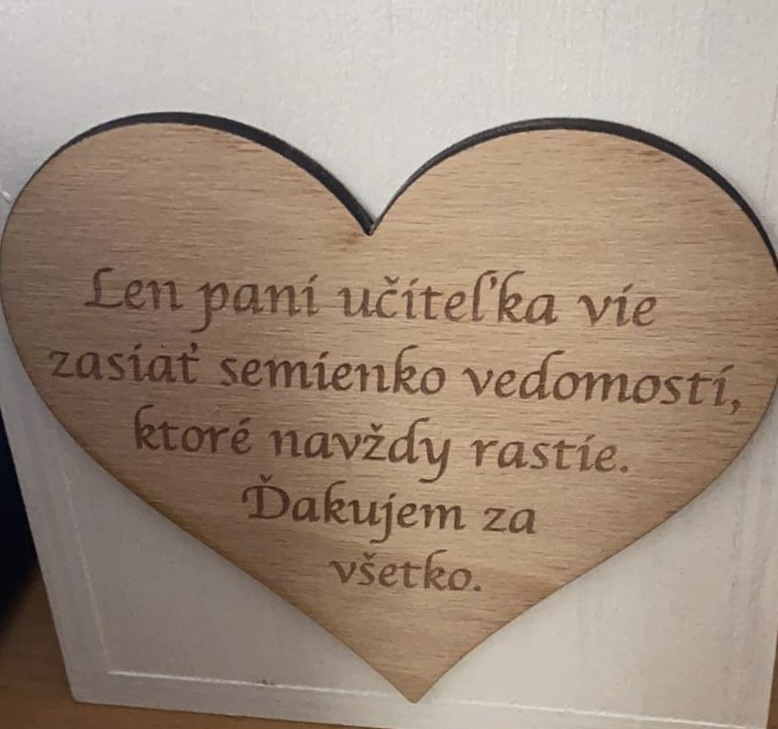 Len pani učiteľka vie
zasiať semienko vedomostí,
ktoré navždy rastie.
Ďakujem za
všetko.